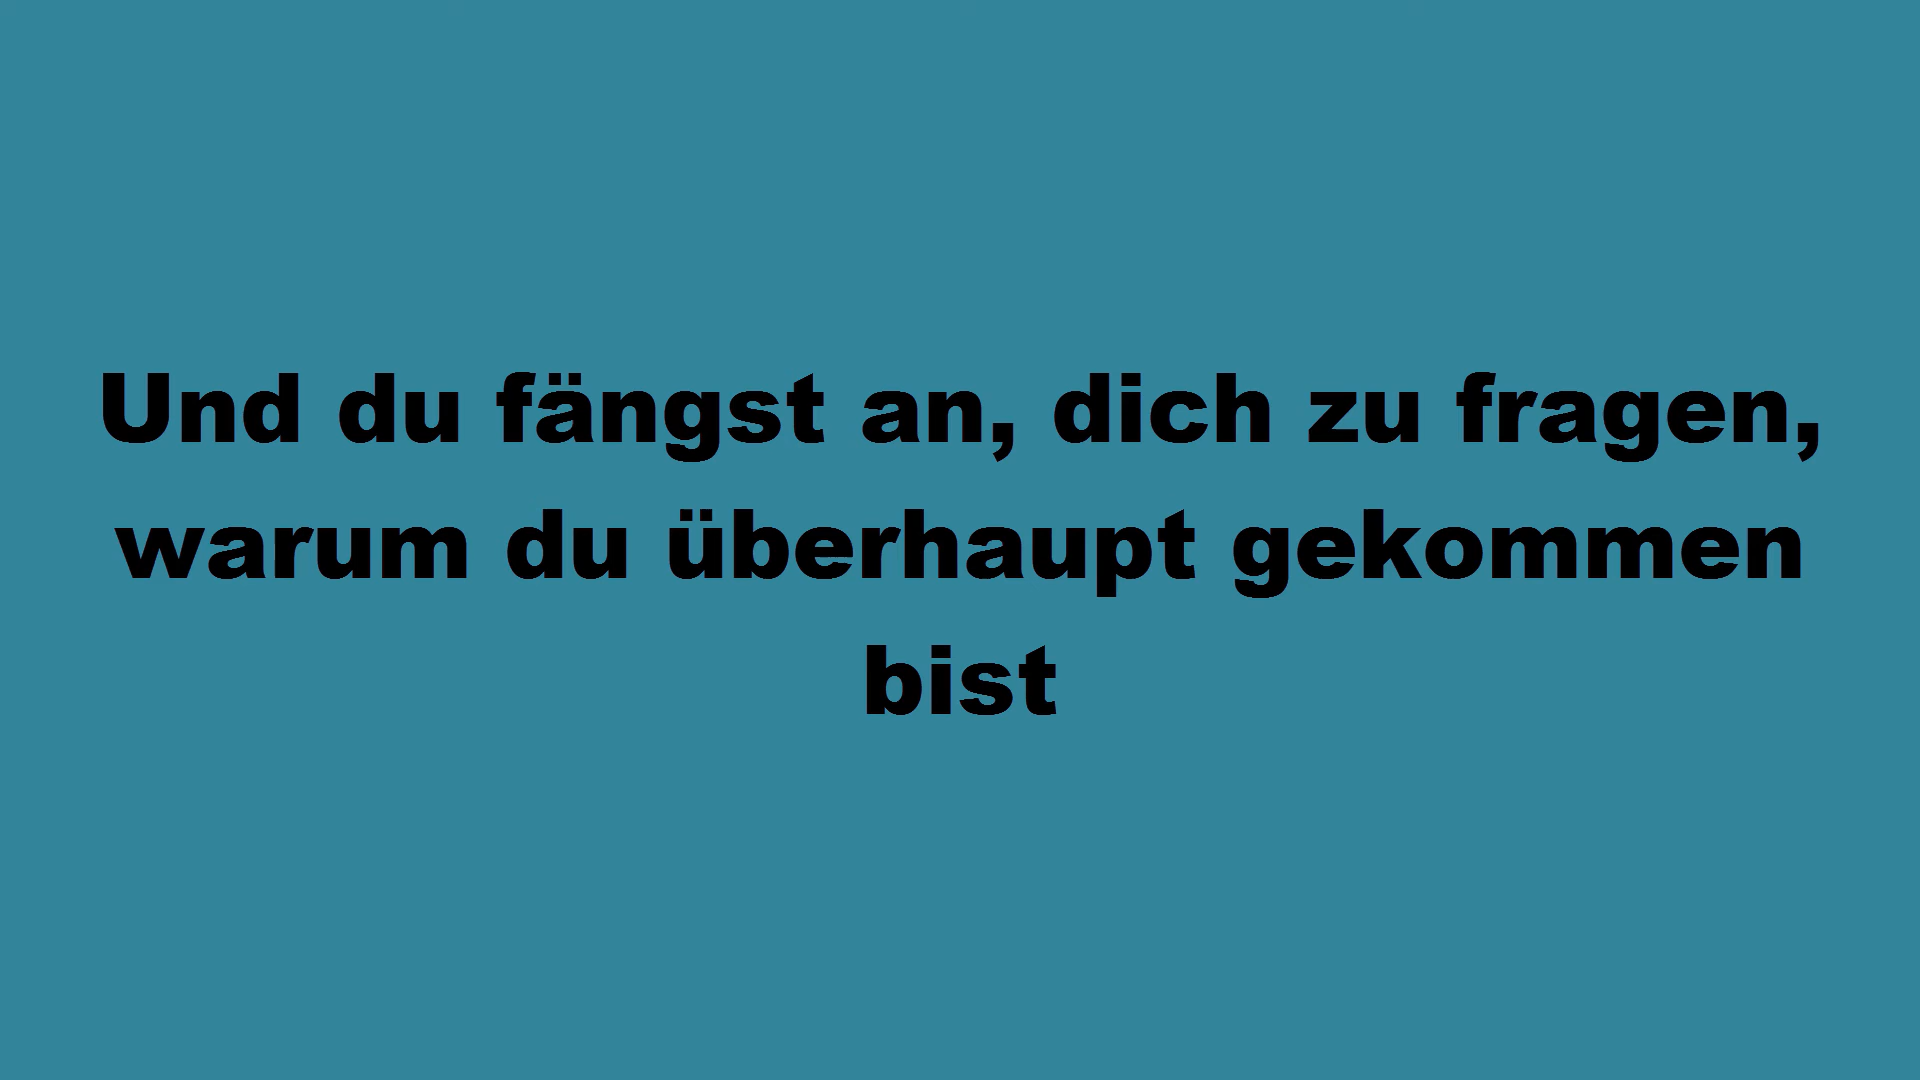 Und du fängst an, dich zu fragen,
warum du überhaupt gekommen
bist